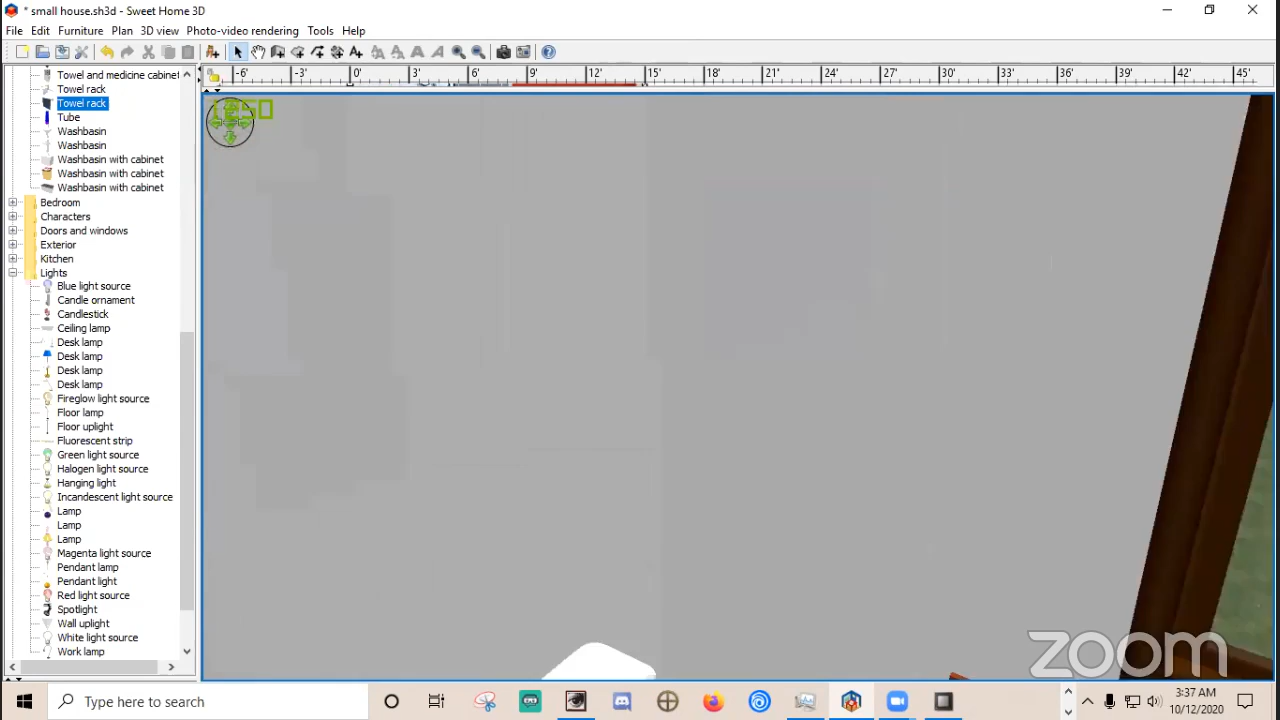 * small house.sh3d - Sweet Home 3D
File Edit Furniture Plan 3D view Photo-video rendering Tools Help
-6' -3' 0' 3' 6' 9' 12' 15' 18' 21' 24' 27' 30' 33' 36' 39' 42' 45'
Towel and medicine cabinet
Towel rack
Towel rack
Tube
Washbasin
Washbasin
Washbasin with cabinet
Washbasin with cabinet
Washbasin with cabinet
Bedroom
Characters
Doors and windows
Exterior
Kitchen
Lights
Blue light source
Candle ornament
Candlestick
Ceiling lamp
Desk lamp
Desk lamp
Desk lamp
Desk lamp
Fireglow light source
Floor lamp
Floor uplight
Fluorescent strip
Green light source
Halogen light source
Hanging light
Incandescent light source
Lamp
Lamp
Lamp
Magenta light source
Pendant lamp
Pendant light
Red light source
Spotlight
Wall uplight
White light source
Work lamp
zoom
Type here to search
3:37 AM
10/12/2020